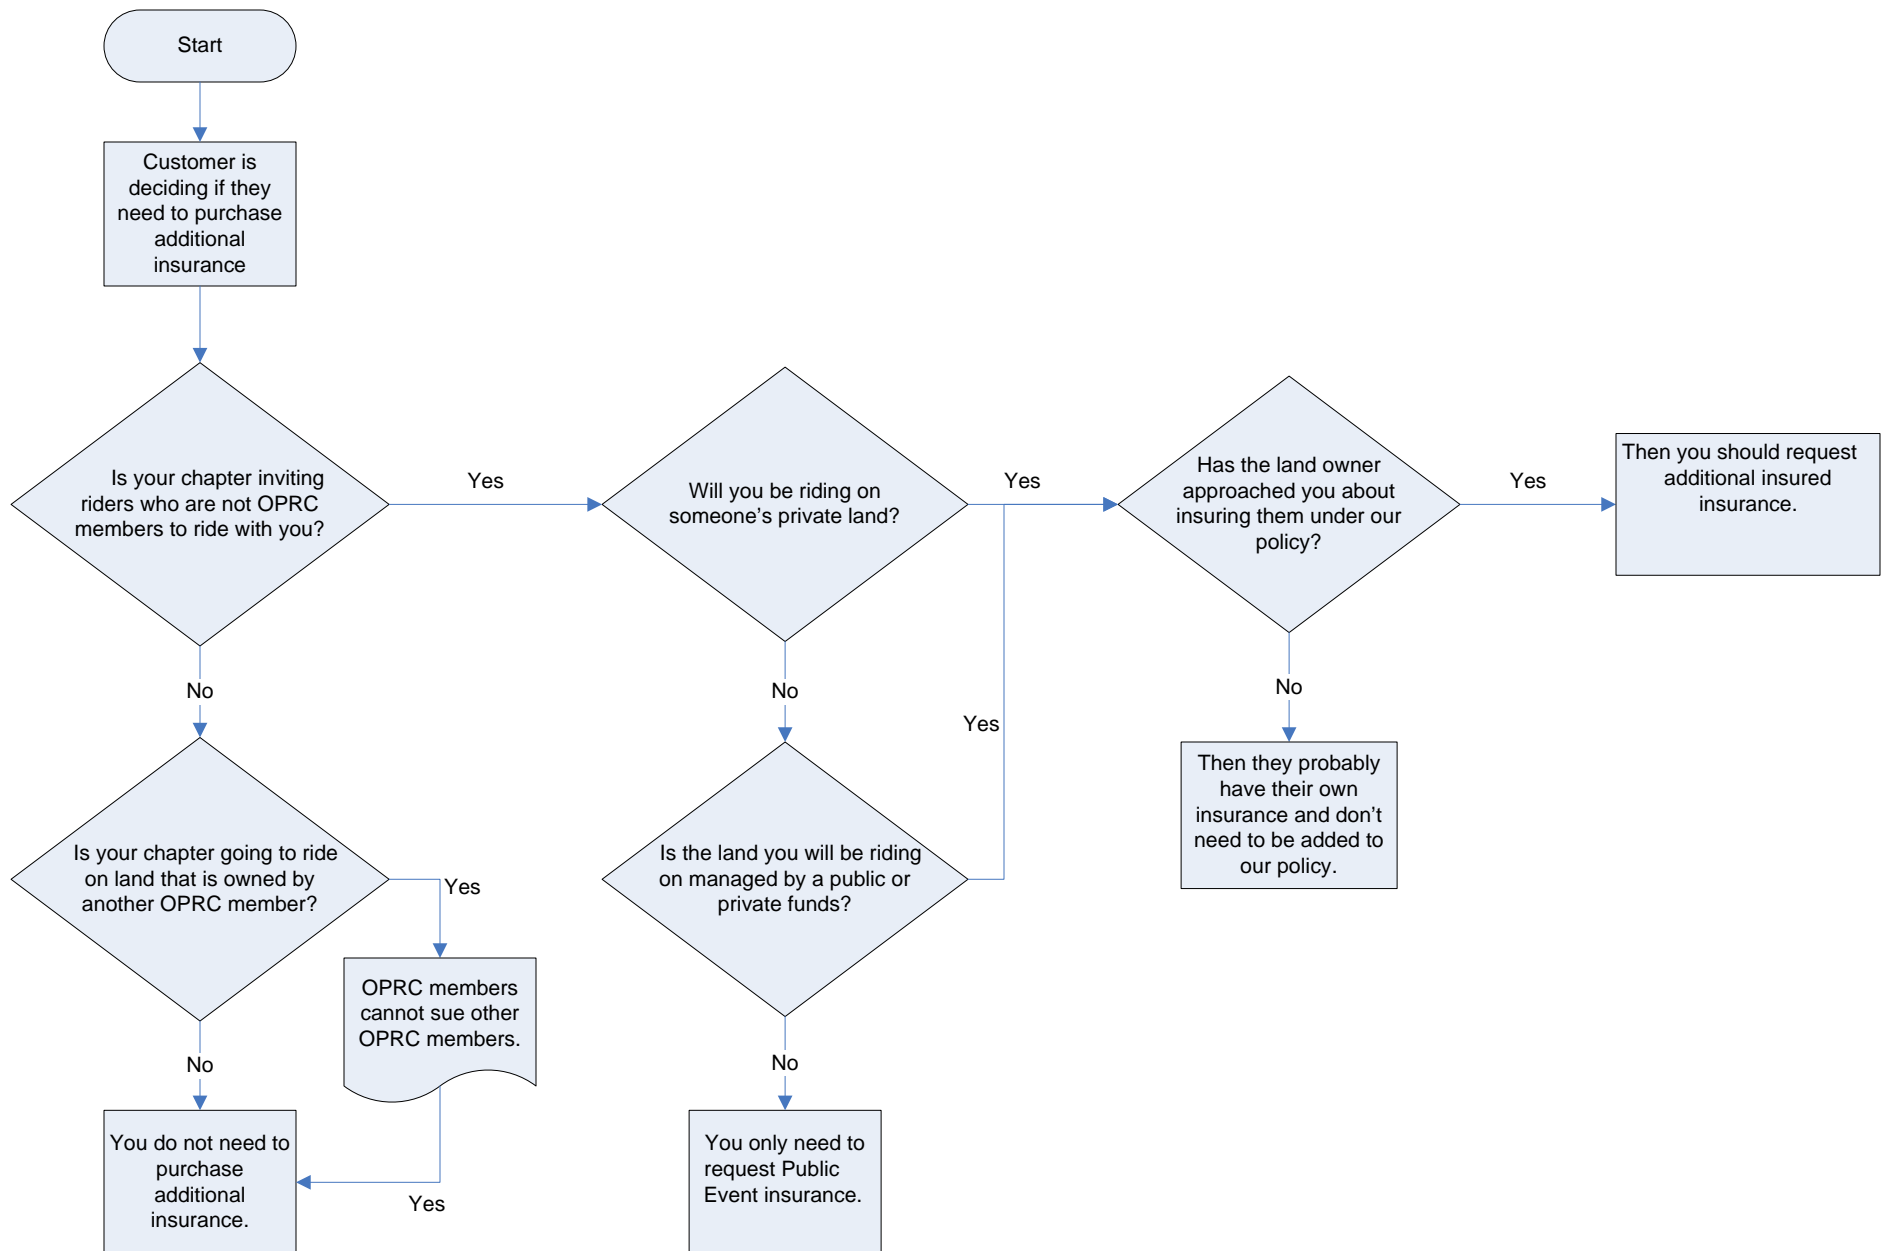 Start
Customer is
deciding if they
need to purchase
additional
insurance
Is your chapter inviting
riders who are not OPRC
members to ride with you?
Yes
Will you be riding on
someone's private land?
Yes
Has the land owner
approached you about
insuring them under our
policy?
Yes
Then you should request
additional insured
insurance.
No
No
Yes
No
Then they probably
have their own
insurance and don't
need to be added to
our policy.
Is your chapter going to ride
on land that is owned by
another OPRC member?
Yes
Is the land you will be riding
on managed by a public or
private funds?
OPRC members
cannot sue other
OPRC members.
No
No
You do not need to
purchase
additional
insurance.
Yes
You only need to
request Public
Event insurance.